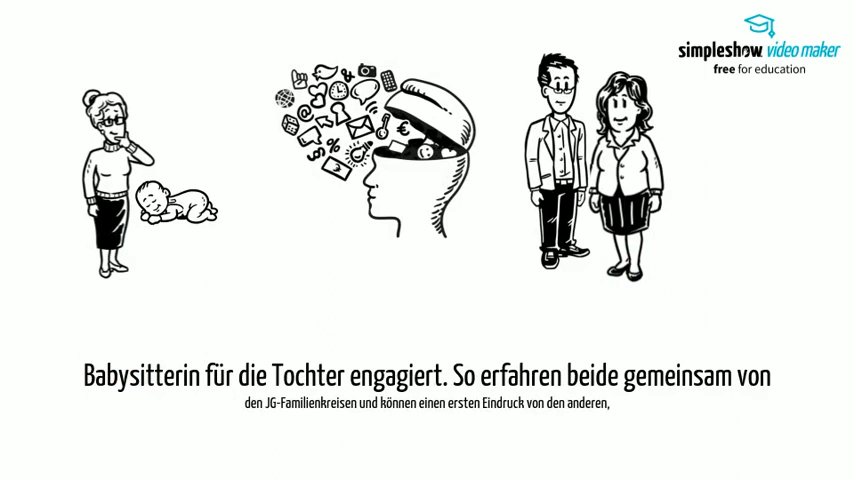 simpleshow video maker
free for education
Babysitterin für die Tochter engagiert. So erfahren beide gemeinsam von
den JG-Familienkreisen und können einen ersten Eindruck von den anderen,